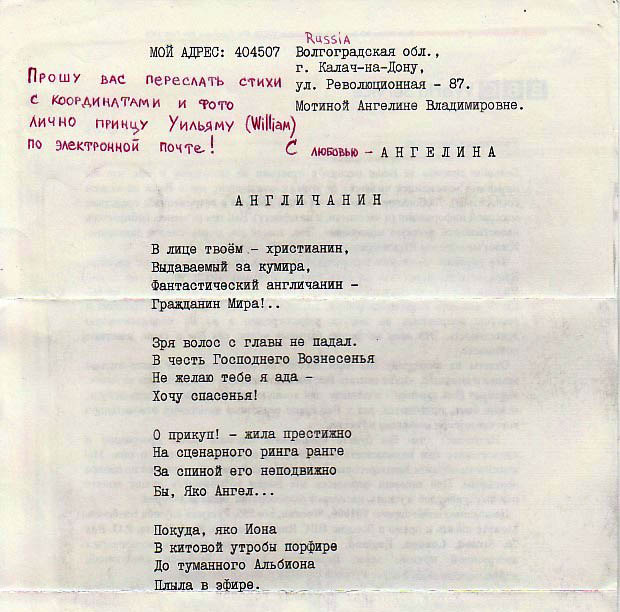 Russia
МОЙ АДРЕС: 404507 Волгоградская обл.,
г. Калач-на-Дону,
ул. Революционная - 87.
Мотиной Ангелине Владимировне.
Прошу вас переслать стихи
с координатами и фото
лично принцу Уильяму (William)
по электронной почте!
С любовью - АНГЕЛИНА
АНГЛИЧАНИН
В лице твоём - христианин,
Выдаваемый за кумира,
Фантастический англичанин -
Гражданин Мира!..
Зря волос с главы не падал.
В честь Господнего Вознесенья
Не желаю тебе я ада -
Хочу спасенья!
О прикуп! - жила престижно
На сценарного ринга ранге
За спиной его неподвижно
Бы, Яко Ангел...
Покуда, яко Иона
В китовой утробы порфире
До туманного Альбиона
Плыла в эфире.